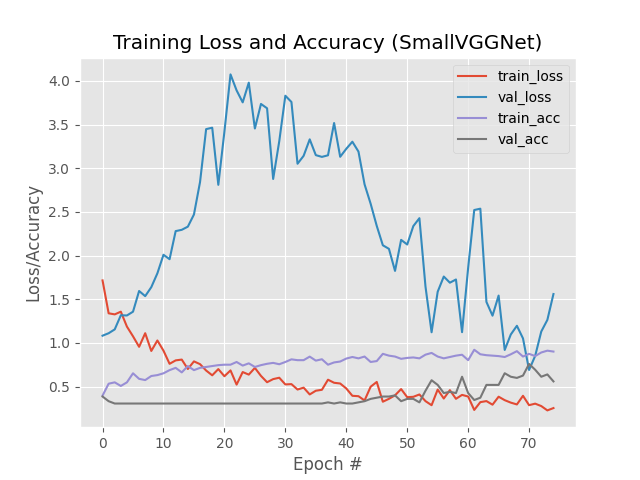 Training Loss and Accuracy (SmallVGGNet)
train_loss
val_loss
train_acc
val_acc
4.0
3.5
3.0
2.5
2.0
1.5
1.0
0.5
Loss/Accuracy
0 10 20 30 40 50 60 70
Epoch #